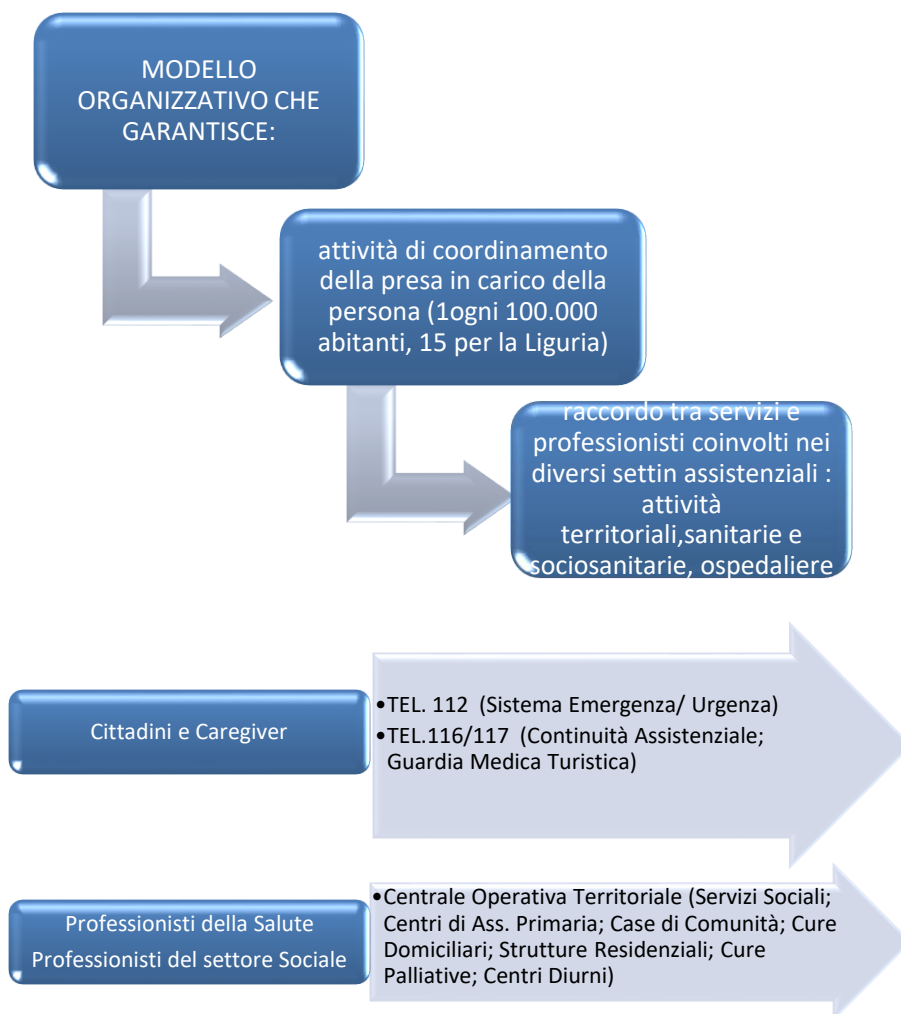 MODELLO
ORGANIZZATIVO CHE
GARANTISCE:
attività di coordinamento
della presa in carico della
persona (1ogni 100.000
abitanti, 15 per la Liguria)
raccordo tra servizi e
professionisti coinvolti nei
diversi settin assistenziali :
attività
territoriali,sanitarie e
sociosanitarie, ospedaliere
Cittadini e Caregiver
•TEL. 112 (Sistema Emergenza/ Urgenza)
•TEL.116/117 (Continuità Assistenziale;
Guardia Medica Turistica)
Professionisti della Salute
Professionisti del settore Sociale
•Centrale Operativa Territoriale (Servizi Sociali;
Centri di Ass. Primaria; Case di Comunità; Cure
Domiciliari; Strutture Residenziali; Cure
Palliative; Centri Diurni)